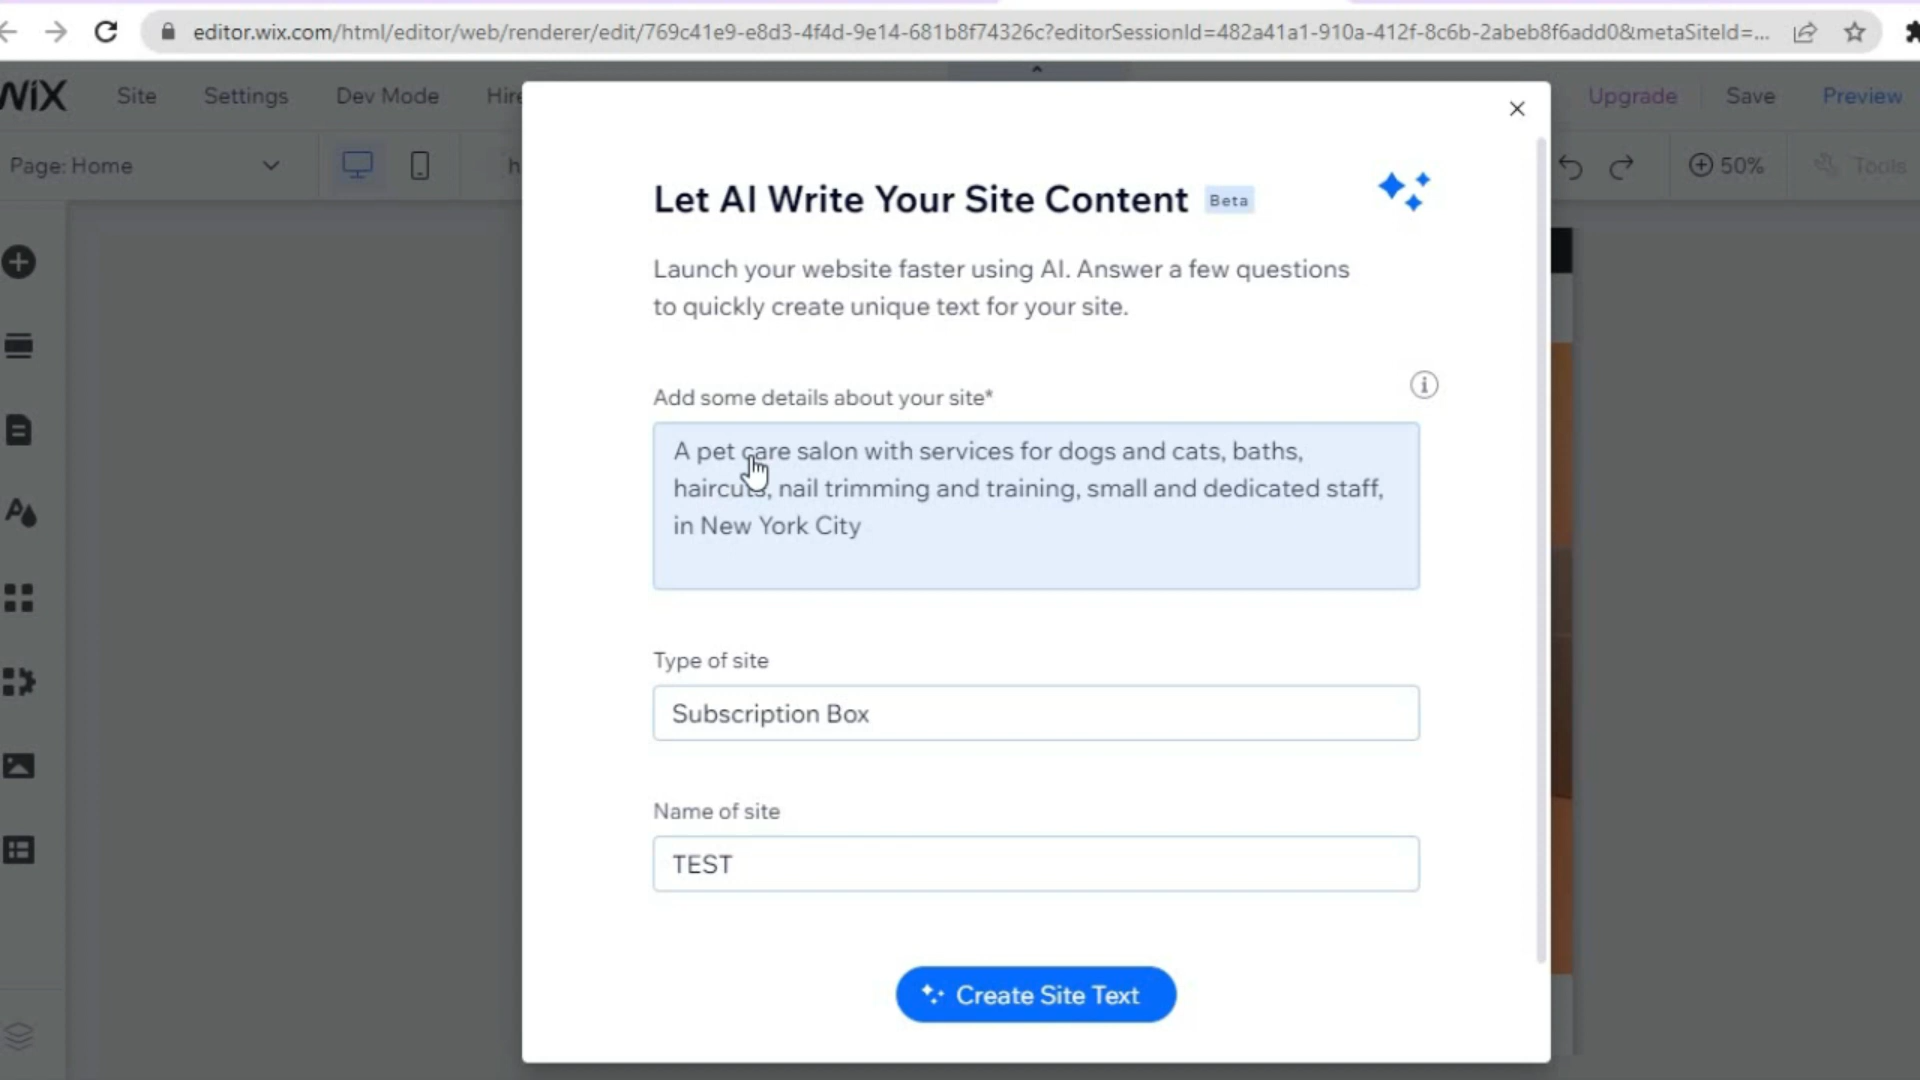 editor.wix.com/html/editor/web/renderer/edit/769c41e9-e8d3-4f4d-9e14-681b8f74326c?editorSessionId=482a41a1-910a-412f-8c6b-2abeb8f6add0&metaSiteId=...
WiX Site Settings Dev Mode Hire Upgrade Save Preview
Page: Home h 50% Tools
Let AI Write Your Site Content Beta
Launch your website faster using AI. Answer a few questions
to quickly create unique text for your site.
Add some details about your site*
A pet care salon with services for dogs and cats, baths,
haircuts, nail trimming and training, small and dedicated staff,
in New York City
Type of site
Subscription Box
Name of site
TEST
Create Site Text